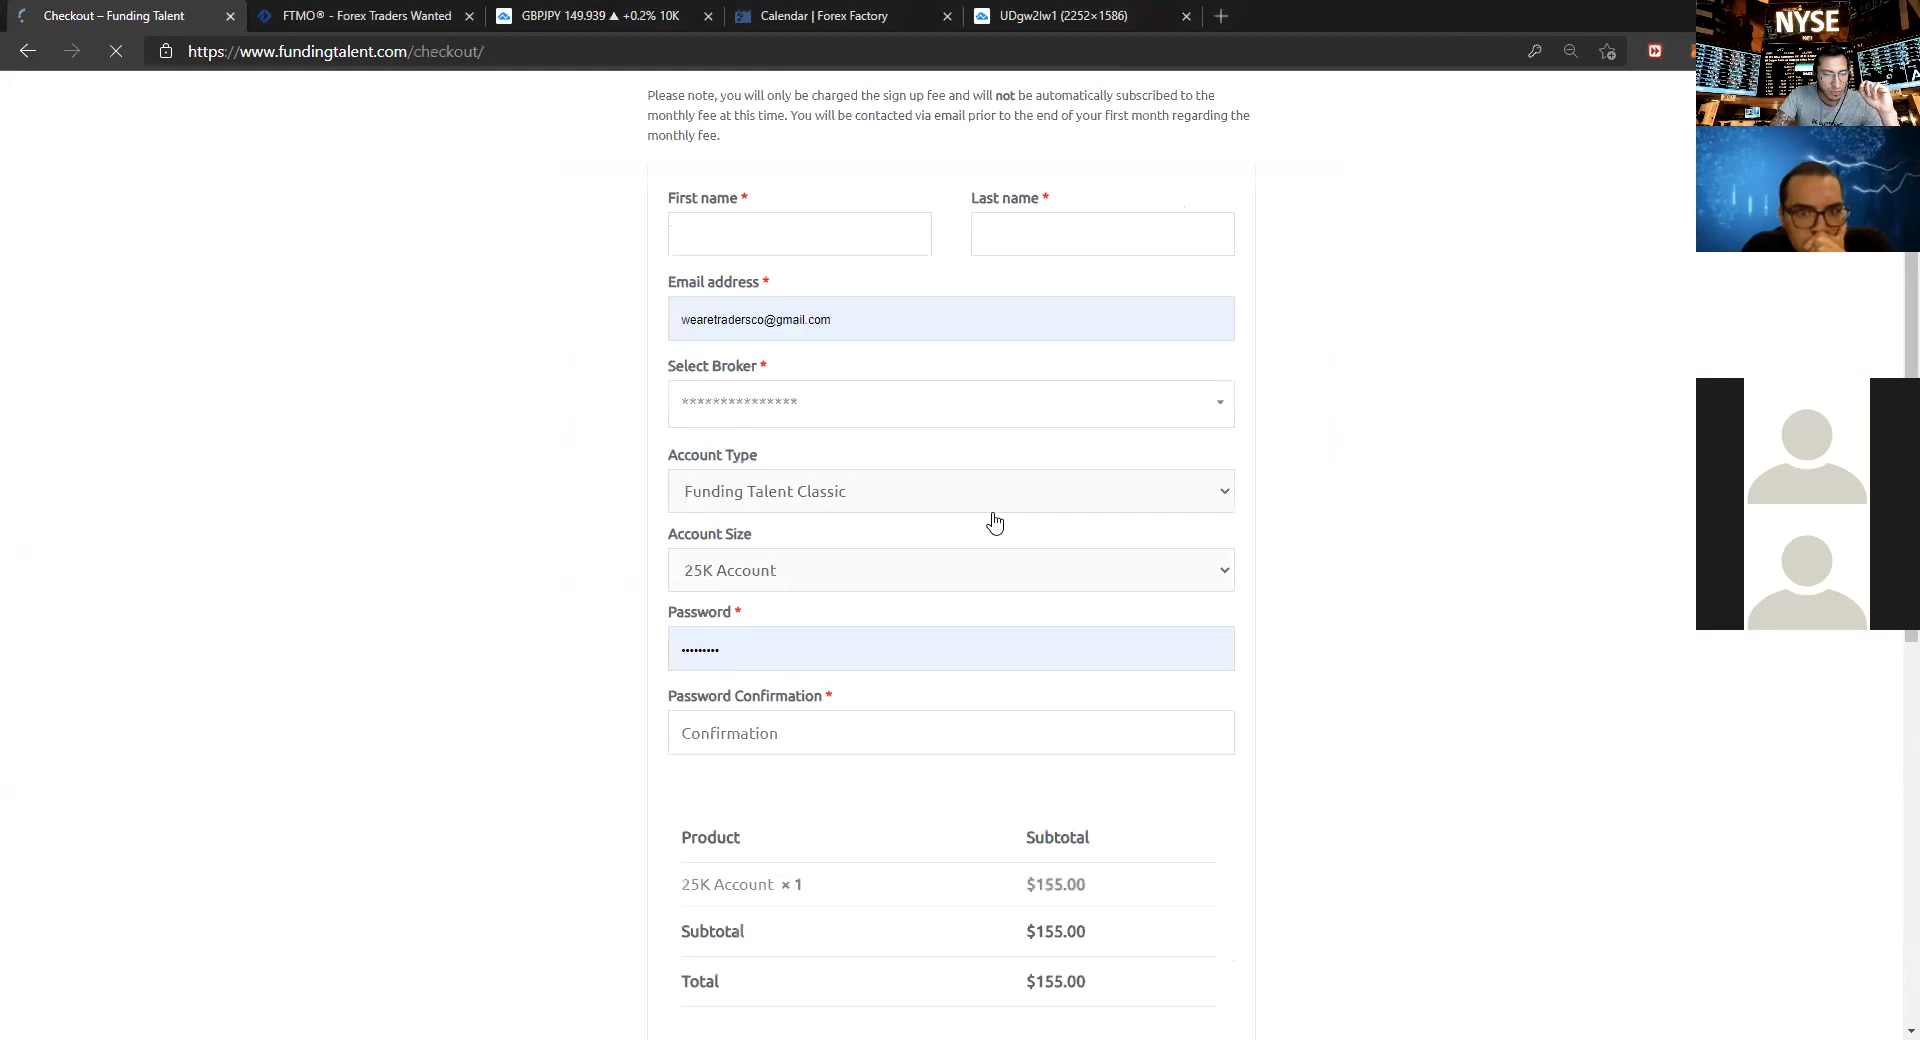 Checkout – Funding Talent
FTMO® - Forex Traders Wanted
GBPJPY 149.939 ▲ +0.2% 10K
Calendar | Forex Factory
UDgw2lw1 (2252×1586)
https://www.fundingtalent.com/checkout/
NYSE
Please note, you will only be charged the sign up fee and will not be automatically subscribed to the
monthly fee at this time. You will be contacted via email prior to the end of your first month regarding the
monthly fee.
First name *
Last name *
Email address *
wearetradersco@gmail.com
Select Broker *
***************
Account Type
Funding Talent Classic
Account Size
25K Account
Password *
•••••••••
Password Confirmation *
Confirmation
Product Subtotal
25K Account × 1 $155.00
Subtotal $155.00
Total $155.00